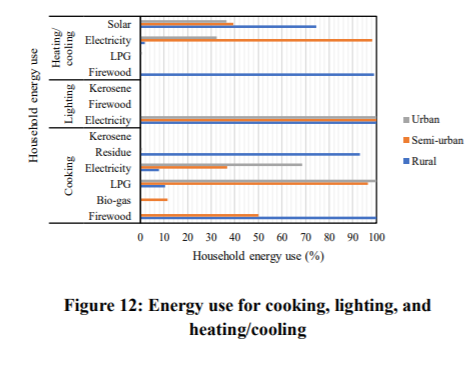 Household energy use
Heating/
cooling
Solar
Electricity
LPG
Firewood
Lighting
Kerosene
Firewood
Electricity
Cooking
Kerosene
Residue
Electricity
LPG
Bio-gas
Firewood
0 10 20 30 40 50 60 70 80 90 100
Household energy use (%)
Urban
Semi-urban
Rural
Figure 12: Energy use for cooking, lighting, and
heating/cooling